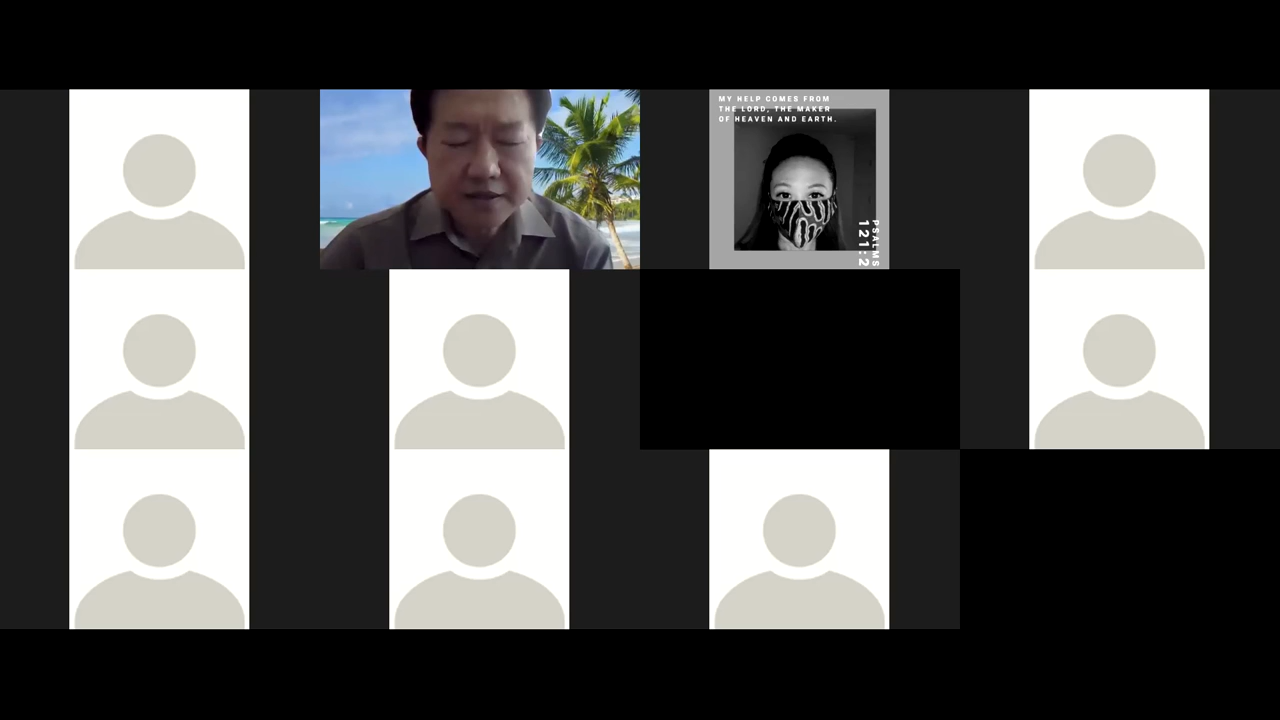 MY HELP COMES FROM
THE LORD, THE MAKER
OF HEAVEN AND EARTH.
PSALMS
121:2